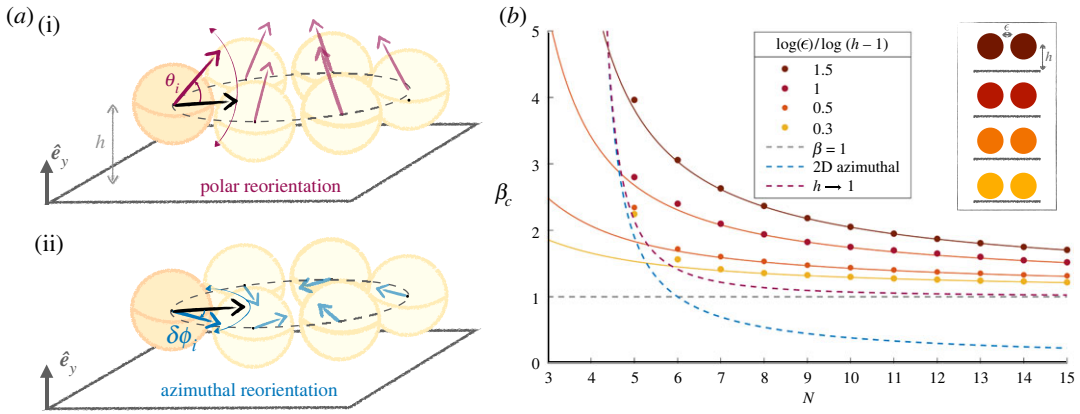 (a)
(i)
θi
h
êy
polar reorientation
(ii)
δϕi
êy
azimuthal reorientation
(b)
βc
5
4
3
2
1
0
3 4 5 6 7 8 9 10 11 12 13 14 15
N
log(ϵ)/log (h – 1)
1.5
1
0.5
0.3
β = 1
2D azimuthal
h → 1
ϵ
h